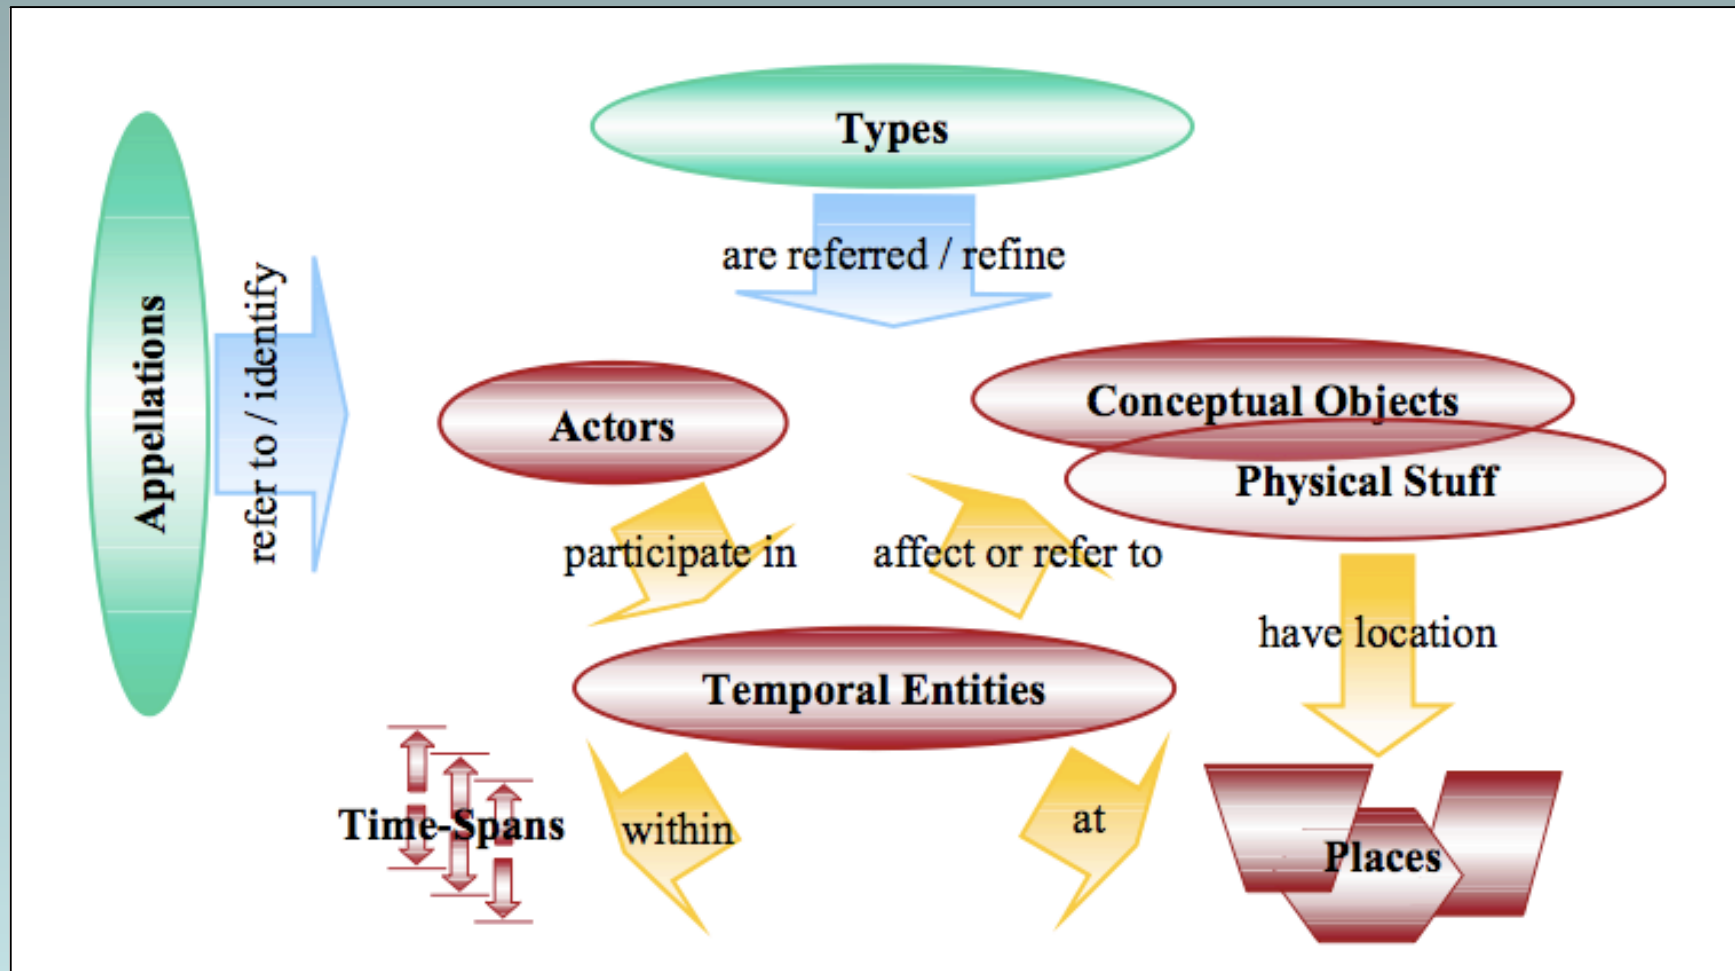 Types
are referred / refine
Appellations
refer to / identify
Actors
Conceptual Objects
Physical Stuff
participate in
affect or refer to
have location
Temporal Entities
Time-Spans
within
at
Places